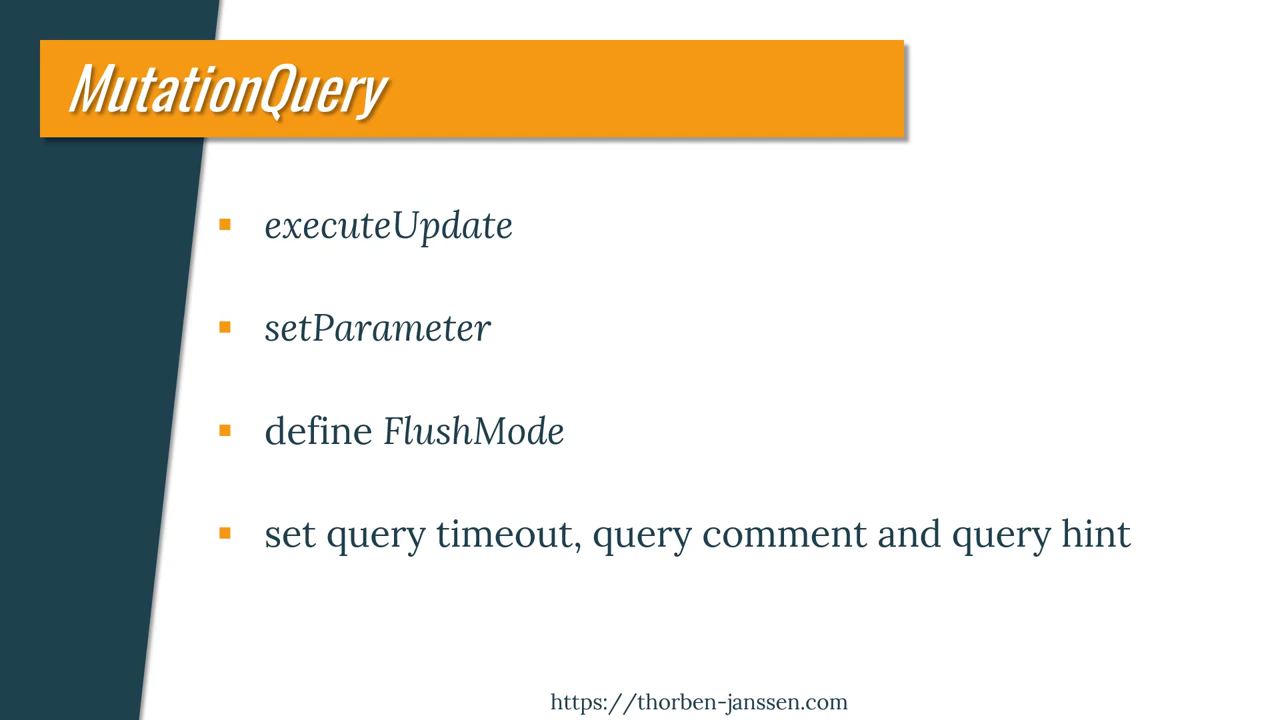 MutationQuery
executeUpdate
setParameter
define FlushMode
set query timeout, query comment and query hint
https://thorben-janssen.com